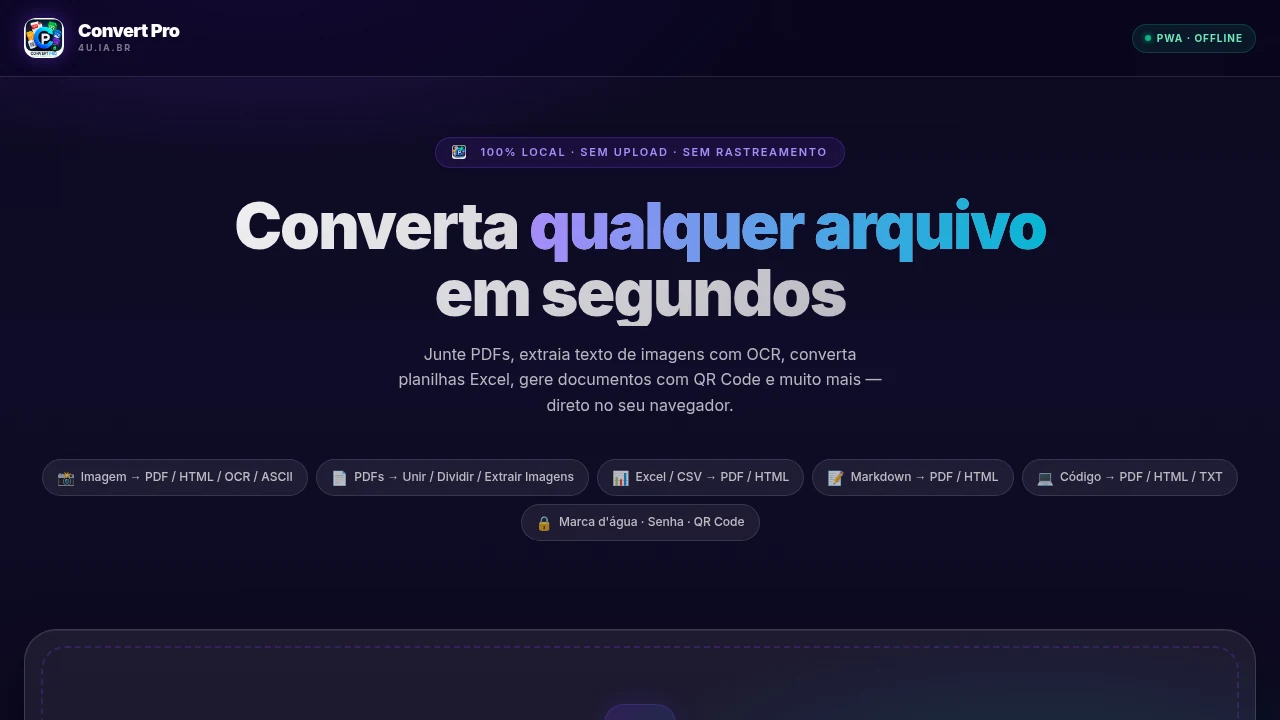 Convert Pro
4U.IA.BR
PWA · OFFLINE
100% LOCAL · SEM UPLOAD · SEM RASTREAMENTO
Converta qualquer arquivo
em segundos
Junte PDFs, extraia texto de imagens com OCR, converta
planilhas Excel, gere documentos com QR Code e muito mais —
direto no seu navegador.
Imagem → PDF / HTML / OCR / ASCII
PDFs → Unir / Dividir / Extrair Imagens
Excel / CSV → PDF / HTML
Markdown → PDF / HTML
Código → PDF / HTML / TXT
Marca d'água · Senha · QR Code